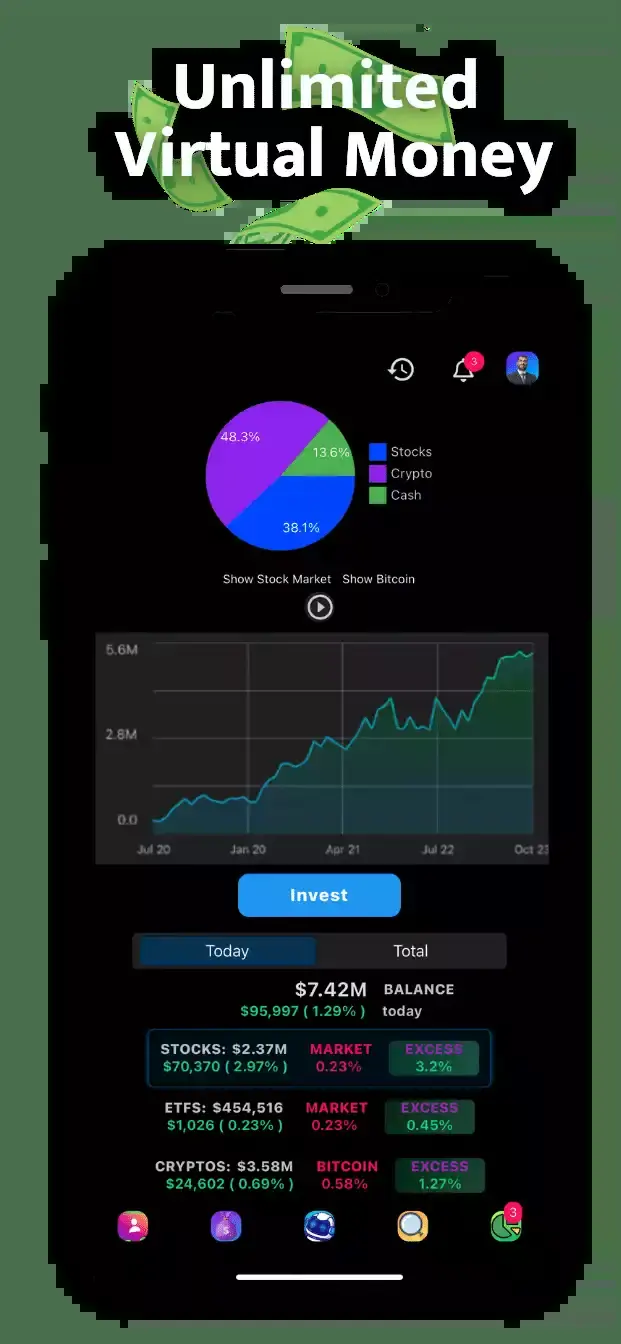 Unlimited
Virtual Money
3
48.3%
13.6%
38.1%
Stocks
Crypto
Cash
Show Stock Market Show Bitcoin
5.6M
2.8M
0.0
Jul 20 Jan 20 Apr 21 Jul 22 Oct 23
Invest
Today Total
$7.42M BALANCE
$95,997 ( 1.29% ) today
STOCKS: $2.37M MARKET EXCESS
$70,370 ( 2.97% ) 0.23% 3.2%
ETFS: $454,516 MARKET EXCESS
$1,026 ( 0.23% ) 0.23% 0.45%
CRYPTOS: $3.58M BITCOIN EXCESS
$24,602 ( 0.69% ) 0.58% 1.27%
3